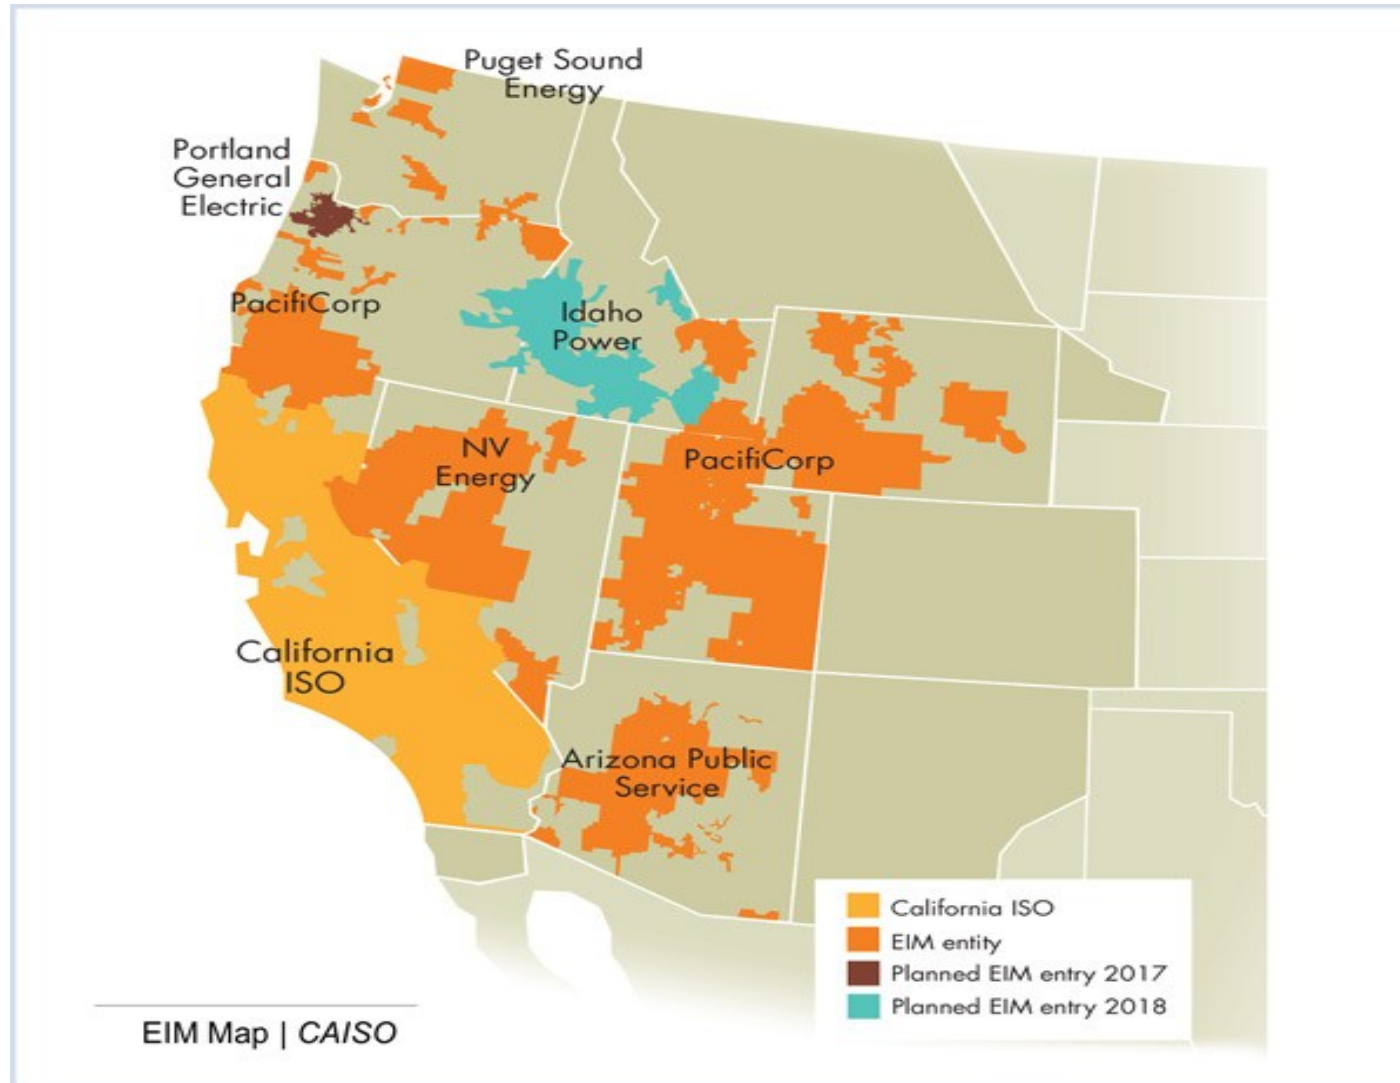 Puget Sound
Energy
Portland
General
Electric
PacifiCorp
Idaho
Power
NV
Energy
PacifiCorp
California
ISO
Arizona Public
Service
California ISO
EIM entity
Planned EIM entry 2017
Planned EIM entry 2018
EIM Map | CAISO